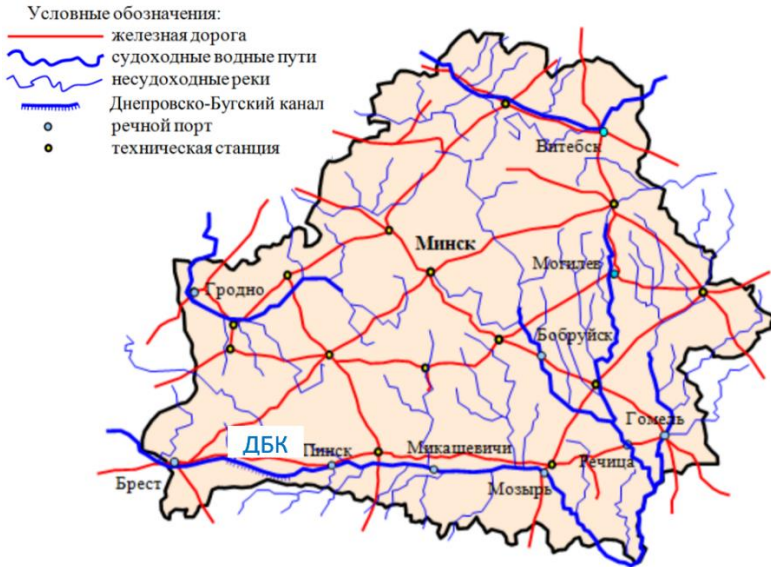 Условные обозначения:
железная дорога
судоходные водные пути
несудоходные реки
Днепровско-Бугский канал
речной порт
техническая станция
Витебск
Минск
Могилев
Гродно
Бобруйск
Гомель
ДБК
Пинск
Микашевичи
Речица
Брест
Мозырь